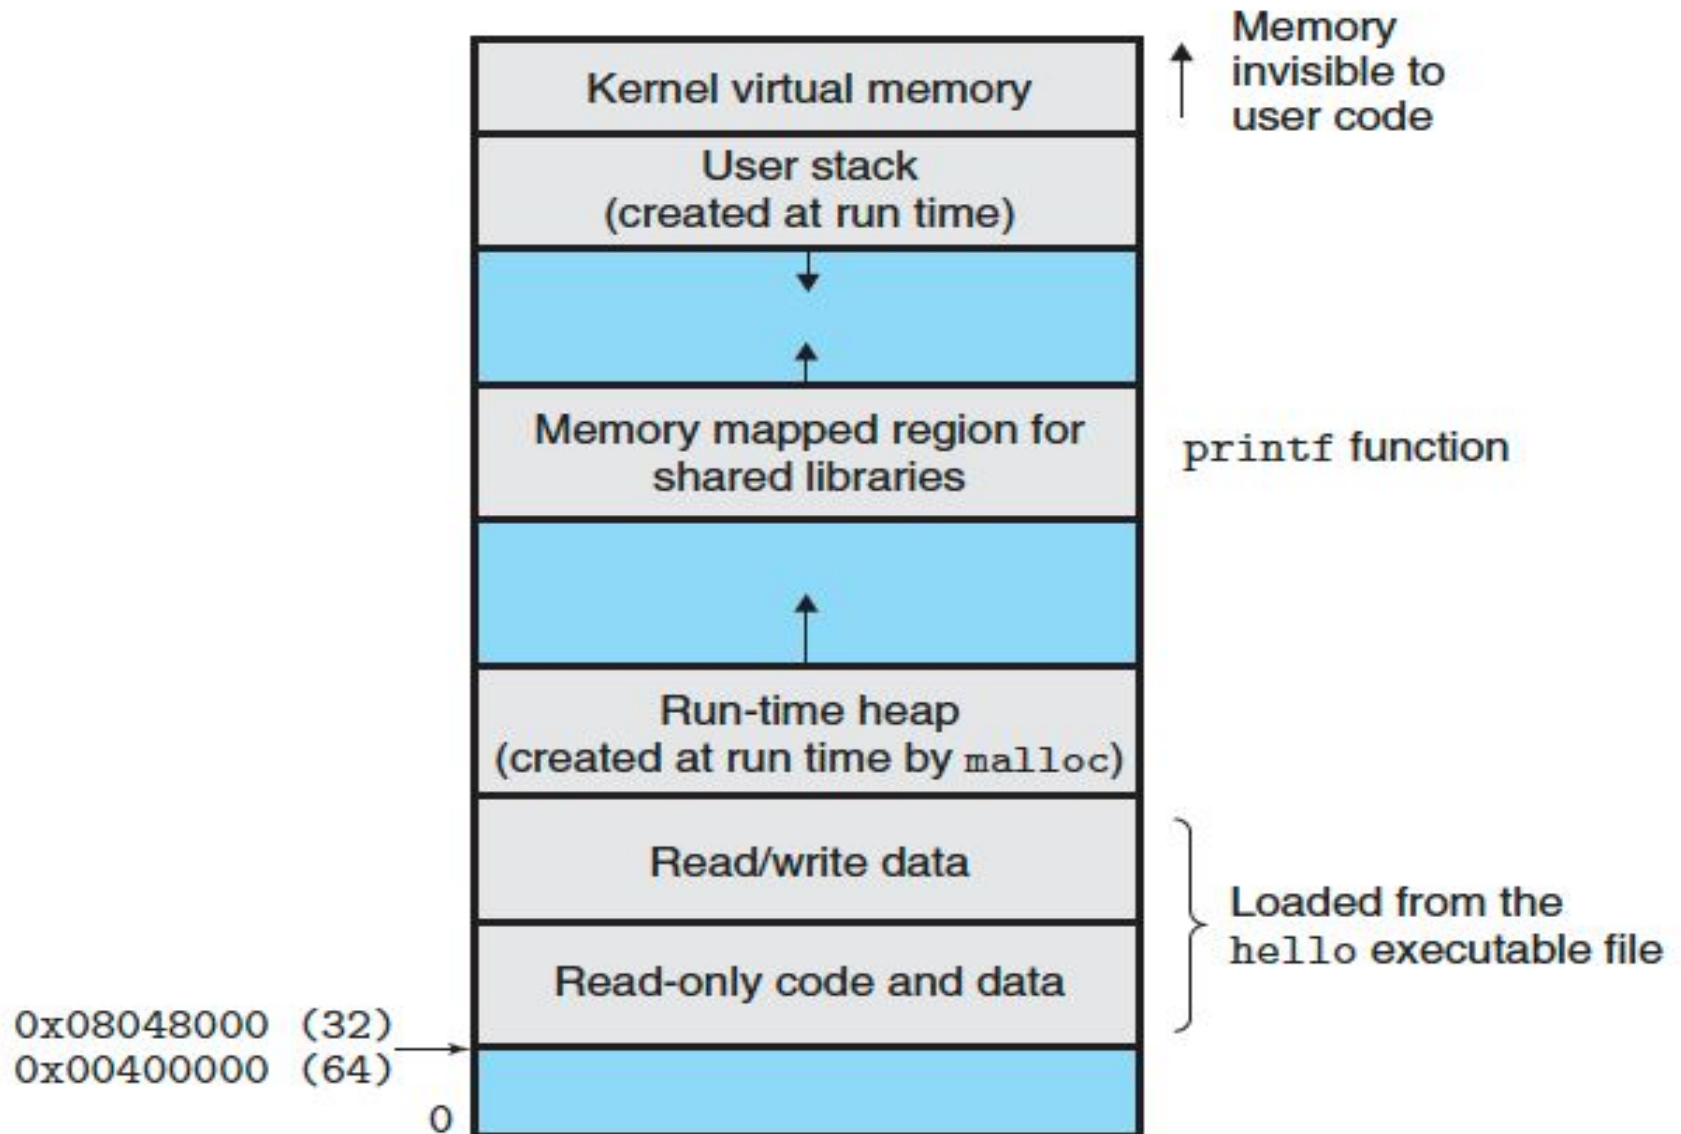 Memory
invisible to
user code
Kernel virtual memory
User stack
(created at run time)
Memory mapped region for
shared libraries
printf function
Run-time heap
(created at run time by malloc)
Read/write data
Loaded from the
hello executable file
Read-only code and data
0x08048000 (32)
0x00400000 (64)
0